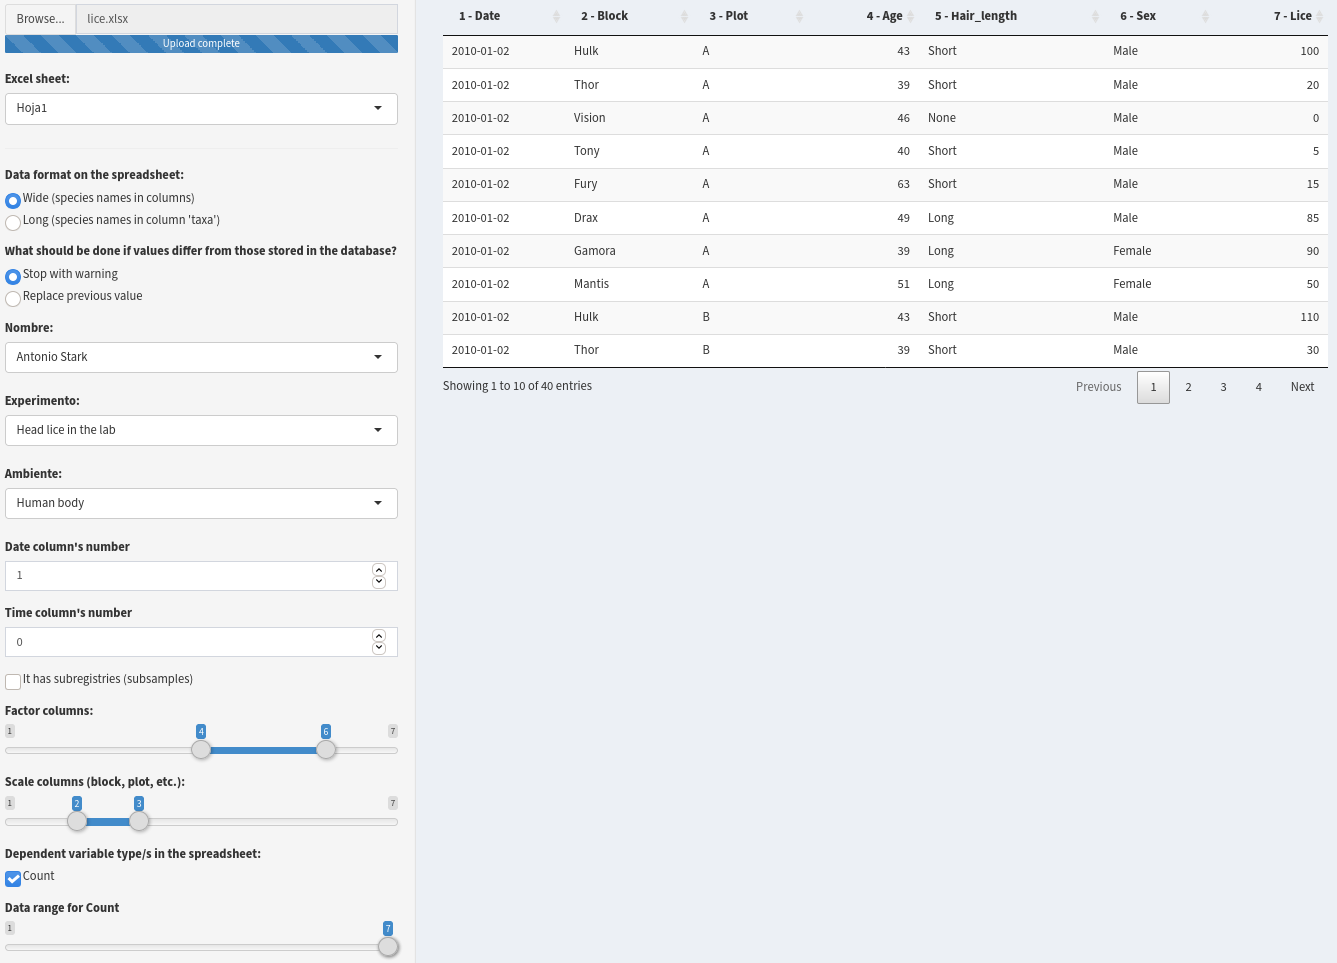 Browse... lice.xlsx
Upload complete
Excel sheet:
Hoja1
Data format on the spreadsheet:
Wide (species names in columns)
Long (species names in column 'taxa')
What should be done if values differ from those stored in the database?
Stop with warning
Replace previous value
Nombre:
Antonio Stark
Experimento:
Head lice in the lab
Ambiente:
Human body
Date column's number
1
Time column's number
0
It has subregistries (subsamples)
Factor columns:
1 4 6 7
Scale columns (block, plot, etc.):
1 2 3 7
Dependent variable type/s in the spreadsheet:
Count
Data range for Count
1 7
1 - Date 2 - Block 3 - Plot 4 - Age 5 - Hair_length 6 - Sex 7 - Lice
2010-01-02 Hulk A 43 Short Male 100
2010-01-02 Thor A 39 Short Male 20
2010-01-02 Vision A 46 None Male 0
2010-01-02 Tony A 40 Short Male 5
2010-01-02 Fury A 63 Short Male 15
2010-01-02 Drax A 49 Long Male 85
2010-01-02 Gamora A 39 Long Female 90
2010-01-02 Mantis A 51 Long Female 50
2010-01-02 Hulk B 43 Short Male 110
2010-01-02 Thor B 39 Short Male 30
Showing 1 to 10 of 40 entries Previous 1 2 3 4 Next